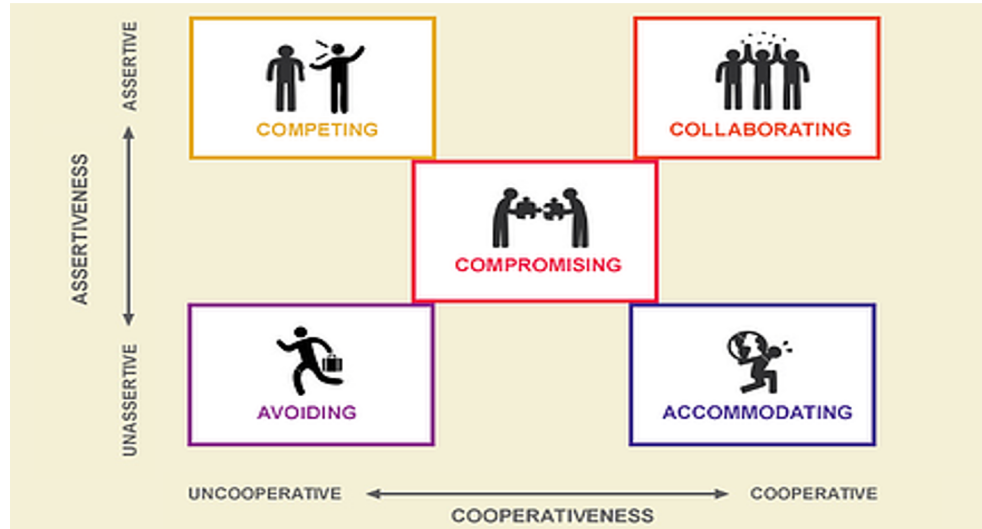 ASSERTIVE
ASSERTIVENESS
UNASSERTIVE
COMPETING
COLLABORATING
COMPROMISING
AVOIDING
ACCOMMODATING
UNCOOPERATIVE
COOPERATIVE
COOPERATIVENESS